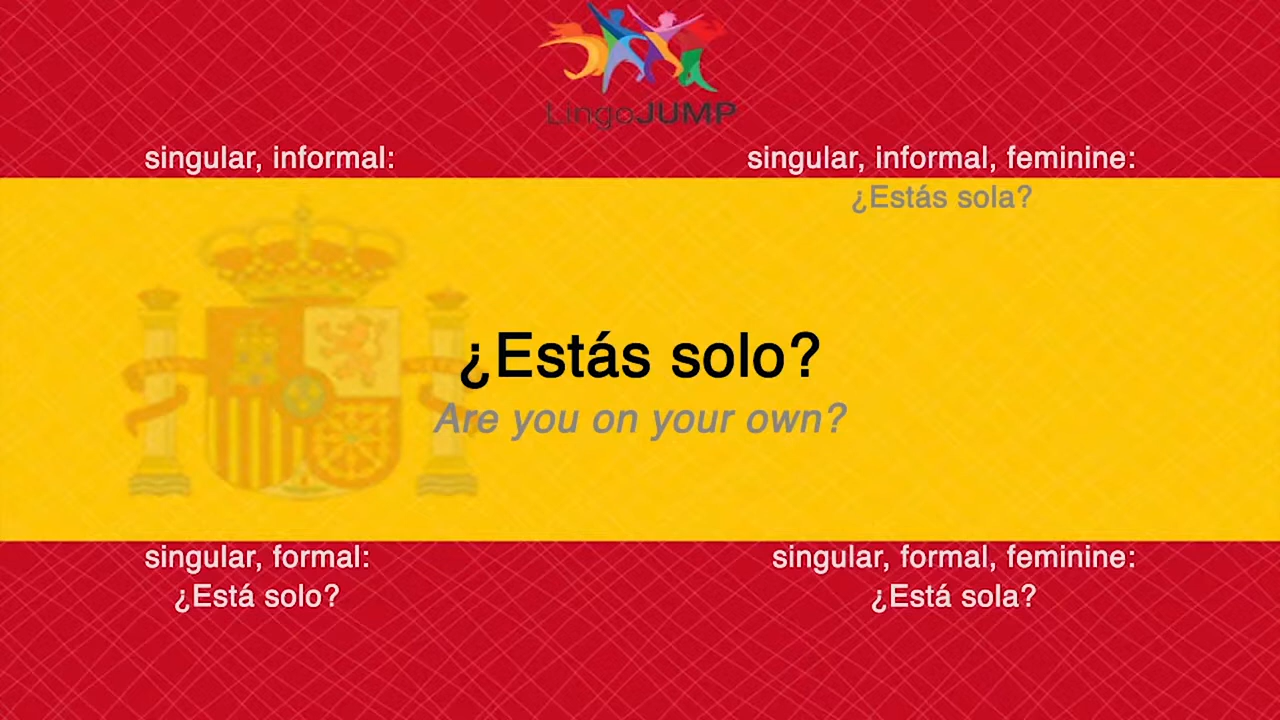 LingoJUMP
singular, informal:
singular, informal, feminine:
¿Estás sola?
¿Estás solo?
Are you on your own?
singular, formal:
¿Está solo?
singular, formal, feminine:
¿Está sola?